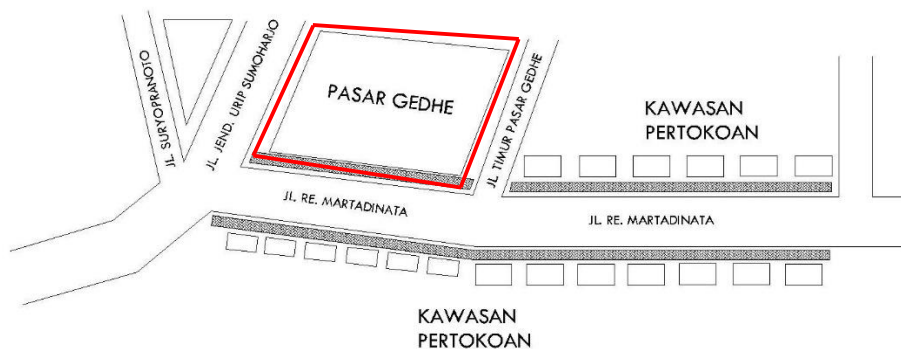 JL. SURYOPRANOTO
JL. JEND. URIP SUMOHARJO
PASAR GEDHE
JL. TIMUR PASAR GEDHE
KAWASAN
PERTOKOAN
JL. RE. MARTADINATA
JL. RE. MARTADINATA
KAWASAN
PERTOKOAN